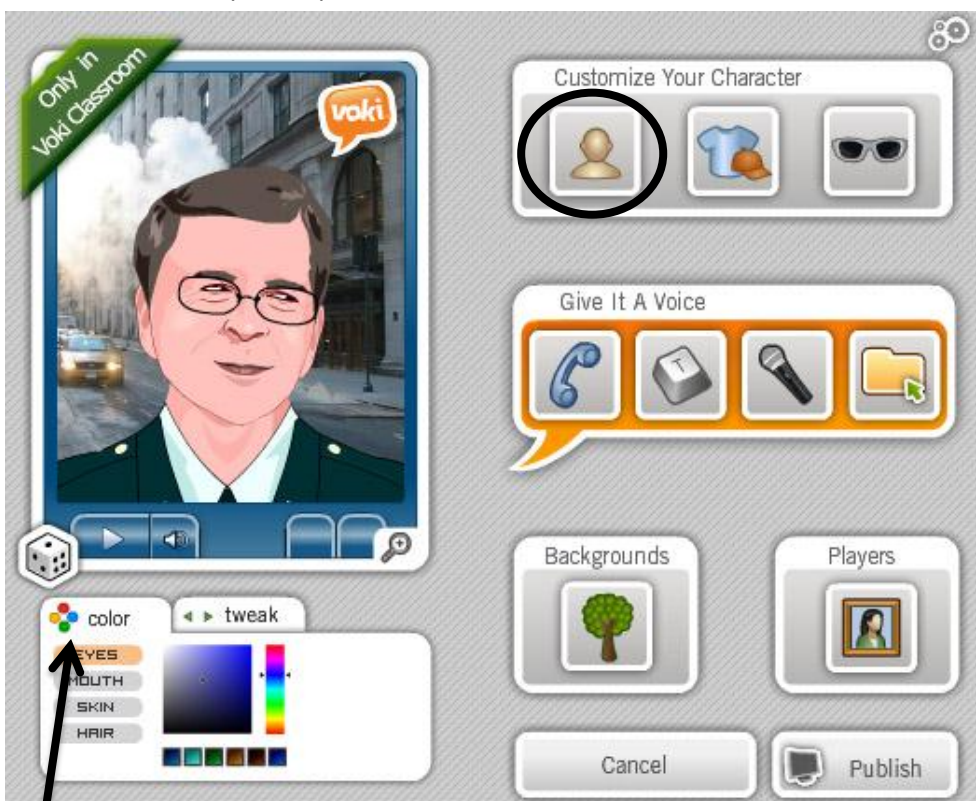 Only in
Voki Classroom
voki
Customize Your Character
Give It A Voice
T
Backgrounds
Players
color
tweak
EYES
MOUTH
SKIN
HAIR
Cancel
Publish